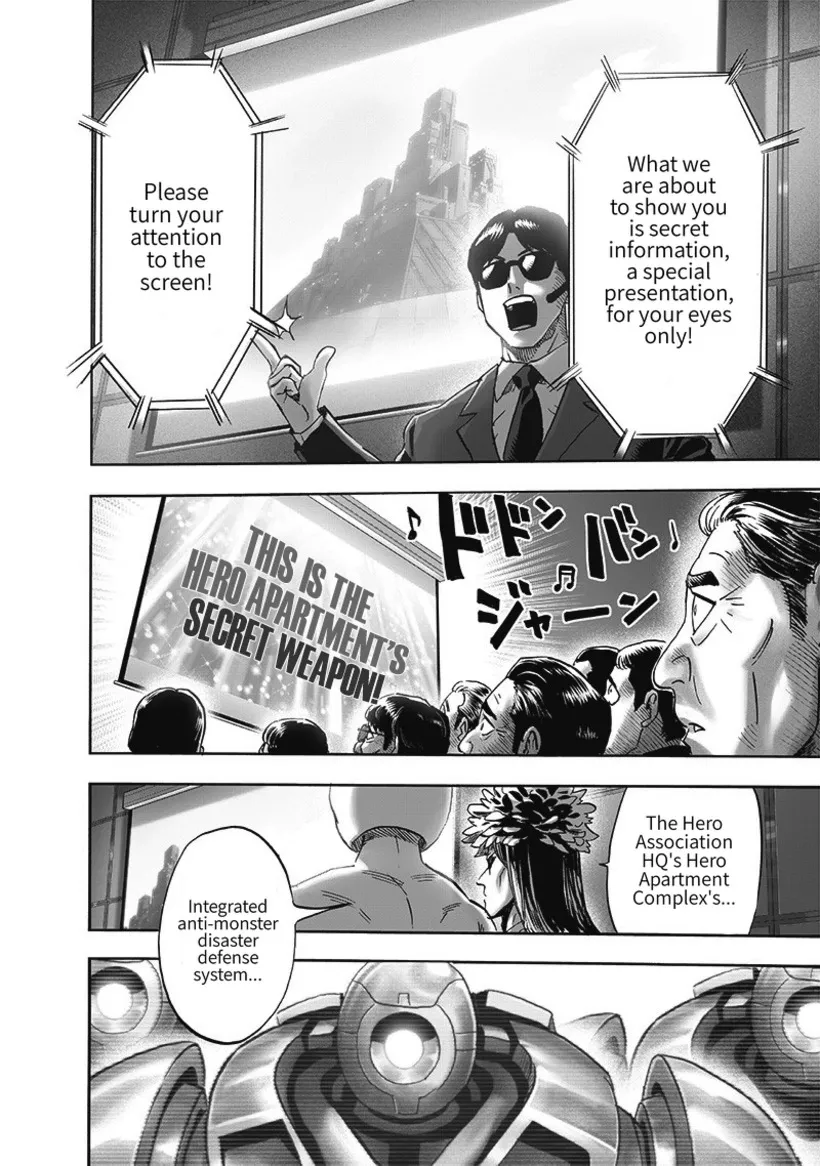 What we
are about
to show you
is secret
information,
a special
presentation,
for your eyes
only!
Please
turn your
attention
to the
screen!
バン
ドドン
ジャーン
THIS IS THE
HERO APARTMENT'S
SECRET WEAPON!
The Hero
Association
HQ's Hero
Apartment
Complex's...
Integrated
anti-monster
disaster
defense
system...